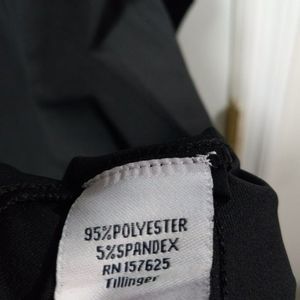 95%POLYESTER
5%SPANDEX
RN 157625
Tillinger